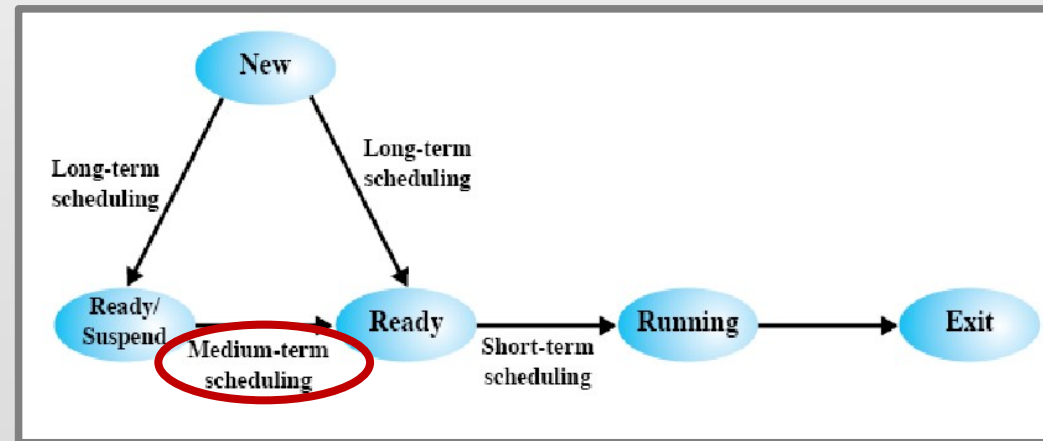 New
Long-term
scheduling
Long-term
scheduling
Ready/
Suspend
Medium-term
scheduling
Ready
Short-term
scheduling
Running
Exit